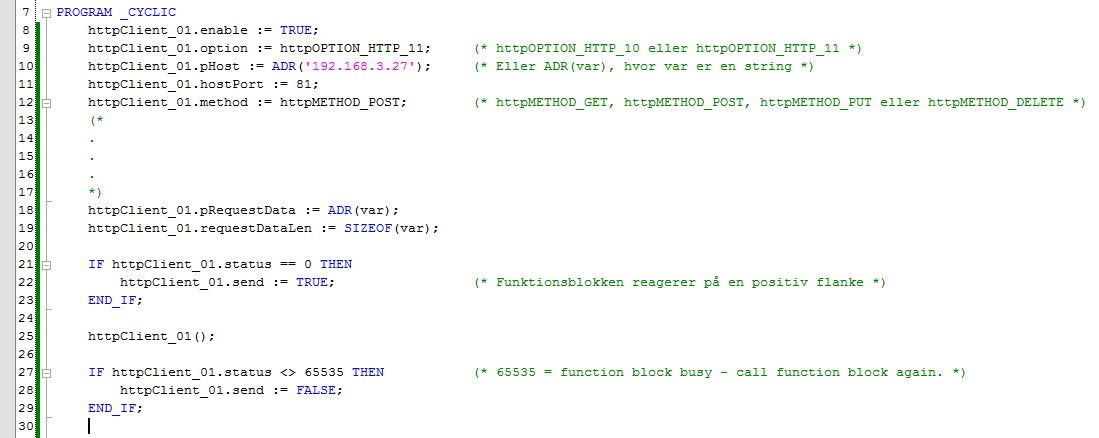 7 PROGRAM _CYCLIC
8 httpClient_01.enable := TRUE;
9 httpClient_01.option := httpOPTION_HTTP_11; (* httpOPTION_HTTP_10 eller httpOPTION_HTTP_11 *)
10 httpClient_01.pHost := ADR('192.168.3.27'); (* Eller ADR(var), hvor var er en string *)
11 httpClient_01.hostPort := 81;
12 httpClient_01.method := httpMETHOD_POST; (* httpMETHOD_GET, httpMETHOD_POST, httpMETHOD_PUT eller httpMETHOD_DELETE *)
13 (*
14 .
15 .
16 .
17 *)
18 httpClient_01.pRequestData := ADR(var);
19 httpClient_01.requestDataLen := SIZEOF(var);
20
21 IF httpClient_01.status == 0 THEN
22 httpClient_01.send := TRUE; (* Funktionsblokken reagerer på en positiv flanke *)
23 END_IF;
24
25 httpClient_01();
26
27 IF httpClient_01.status <> 65535 THEN (* 65535 = function block busy - call function block again. *)
28 httpClient_01.send := FALSE;
29 END_IF;
30